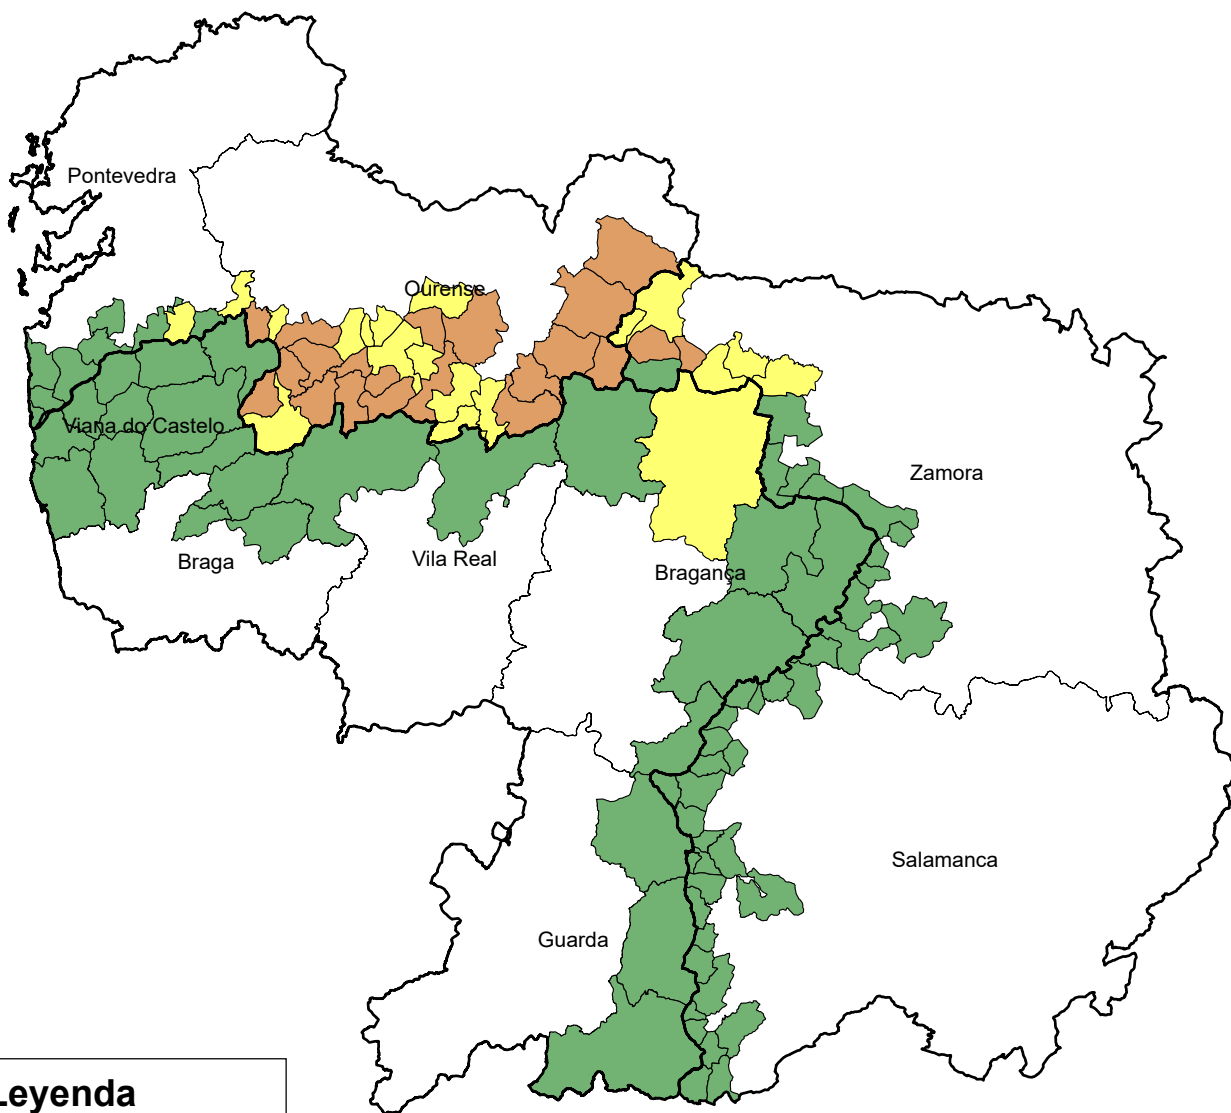 Pontevedra
Ourense
Viana do Castelo
Zamora
Braga
Vila Real
Bragança
Salamanca
Guarda
Leyenda